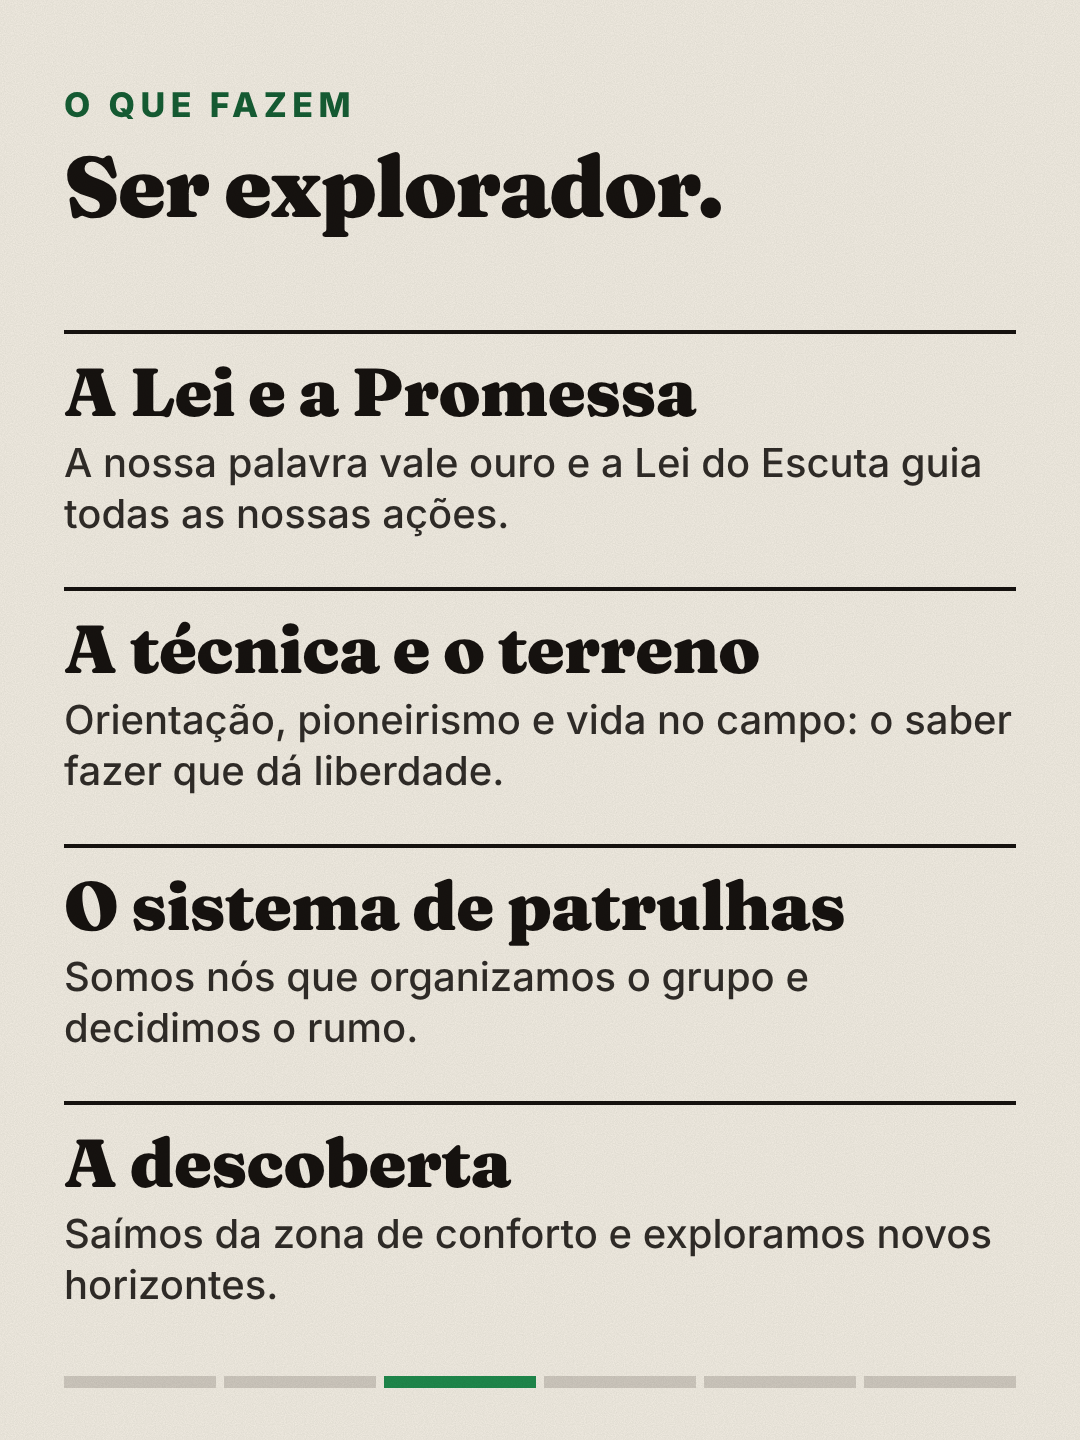 O QUE FAZEM
Ser explorador.
A Lei e a Promessa
A nossa palavra vale ouro e a Lei do Escuta guia
todas as nossas ações.
A técnica e o terreno
Orientação, pioneirismo e vida no campo: o saber
fazer que dá liberdade.
O sistema de patrulhas
Somos nós que organizamos o grupo e
decidimos o rumo.
A descoberta
Saímos da zona de conforto e exploramos novos
horizontes.